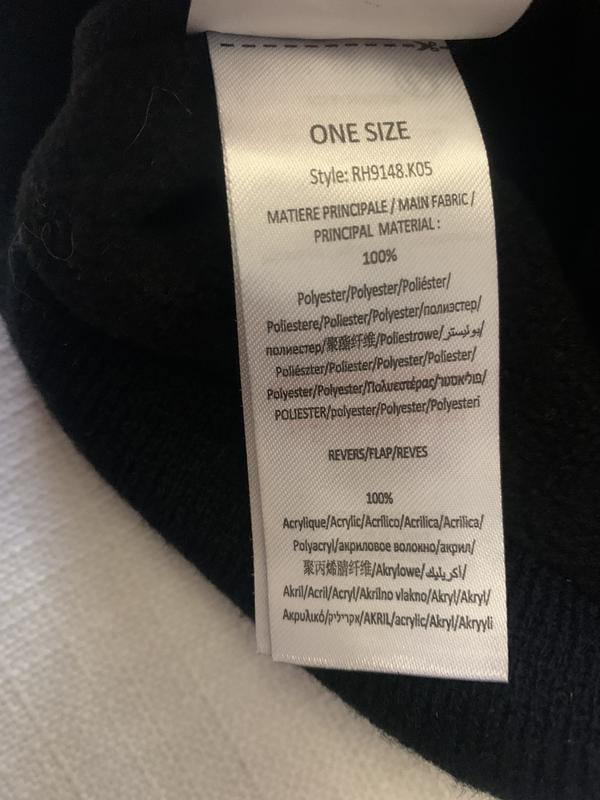 ONE SIZE
Style: RH9148.K05
MATIERE PRINCIPALE / MAIN FABRIC /
PRINCIPAL MATERIAL :
100%
Polyester/Polyester/Poliéster/
Poliestere/Poliester/Polyester/полиэстер/
полиестер/聚酯纤维/Poliestrowe/بوليستر/
Poliészter/Poliester/Polyester/Poliester/
Polyester/Polyester/Πολυεστέρας/פוליאסטר/
POLIESTER/polyester/Polyester/Polyesteri
REVERS/FLAP/REVES
100%
Acrylique/Acrylic/Acrílico/Acrilica/Acrílica/
Polyacryl/акриловое волокно/акрил/
聚丙烯腈纤维/Akrylowe/اكريليك/
Akril/Acril/Acryl/Akrilno vlakno/Akryl/Akryl/
Ακρυλικό/אקריליק/AKRIL/acrylic/Akryl/Akryyli